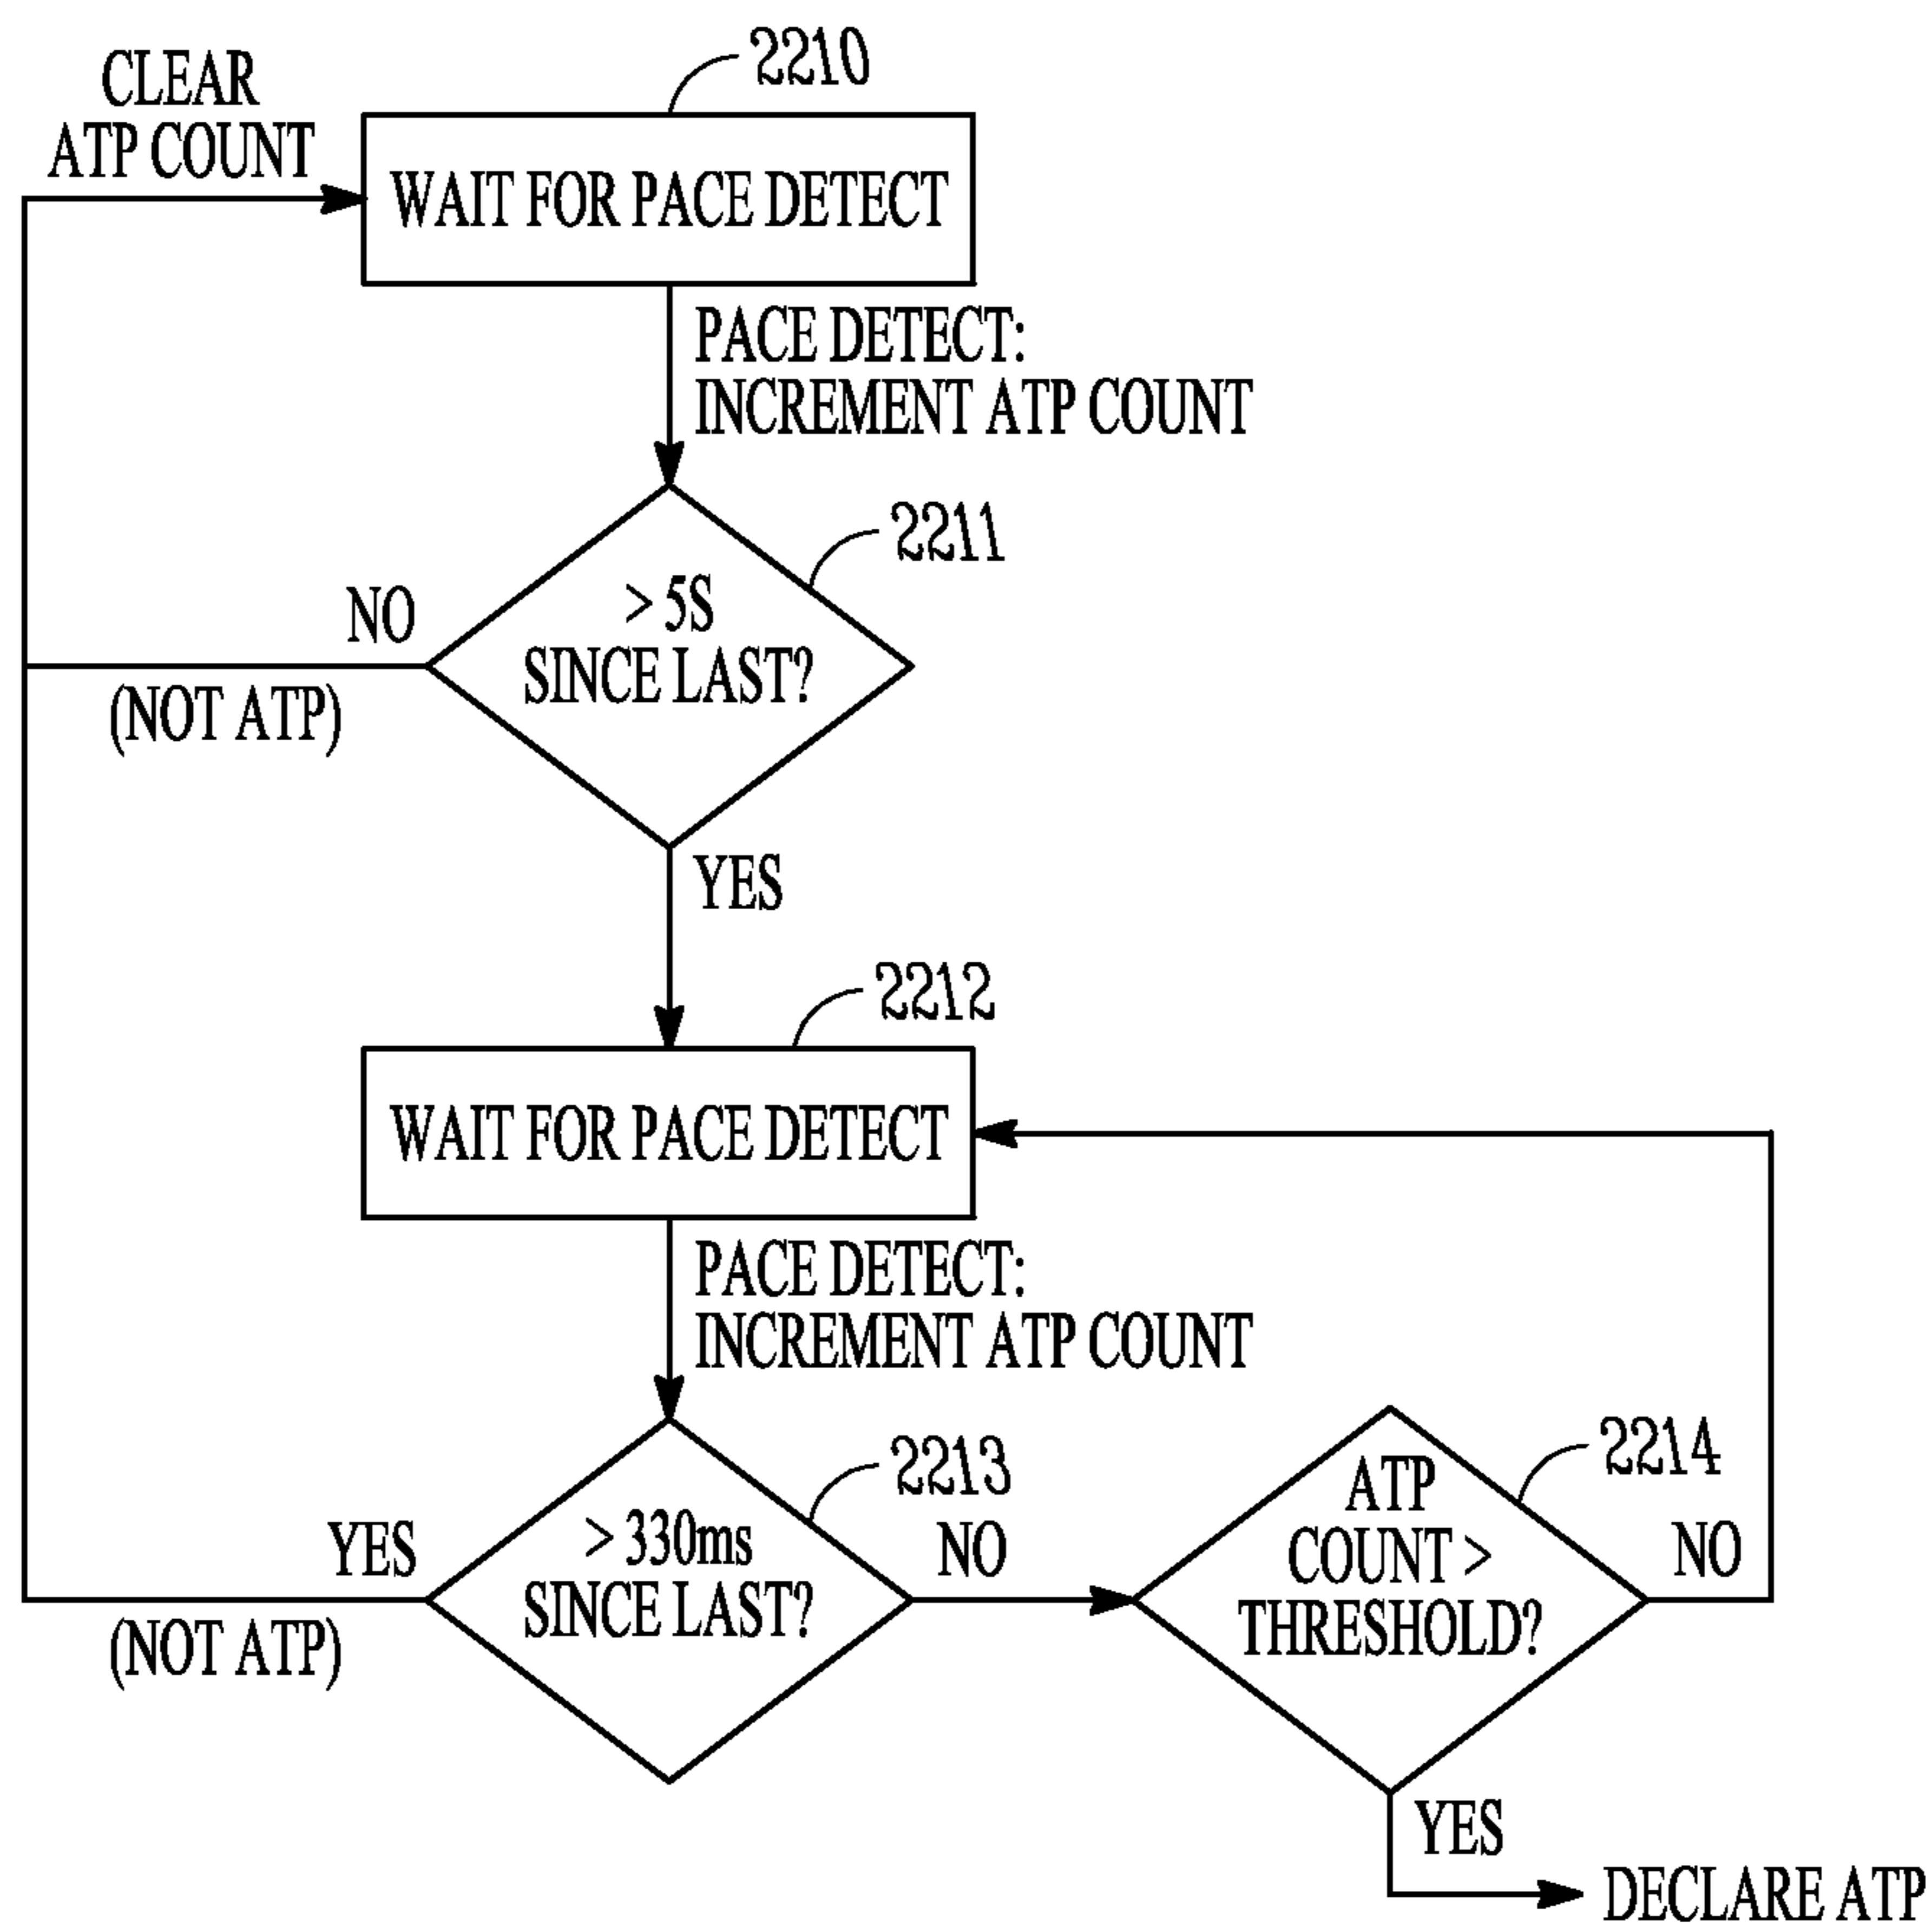 2210
CLEAR
ATP COUNT
WAIT FOR PACE DETECT
PACE DETECT:
INCREMENT ATP COUNT
2211
> 5S
SINCE LAST?
NO
(NOT ATP)
YES
2212
WAIT FOR PACE DETECT
PACE DETECT:
INCREMENT ATP COUNT
2213
> 330ms
SINCE LAST?
YES
(NOT ATP)
NO
2214
ATP
COUNT >
THRESHOLD?
NO
YES
DECLARE ATP